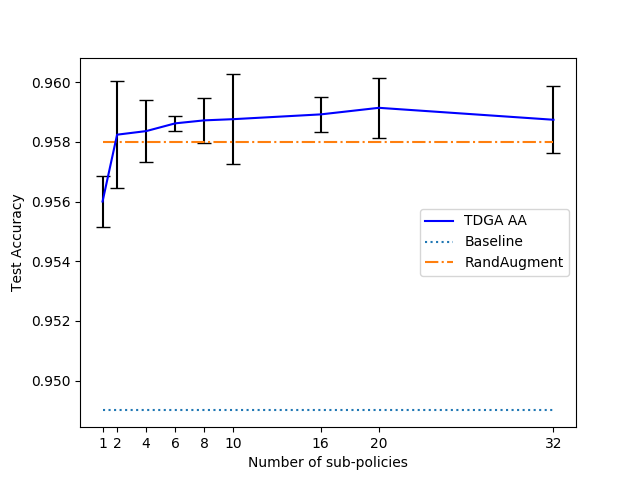 0.960
0.958
0.956
0.954
0.952
0.950
Test Accuracy
TDGA AA
Baseline
RandAugment
1 2 4 6 8 10 16 20 32
Number of sub-policies